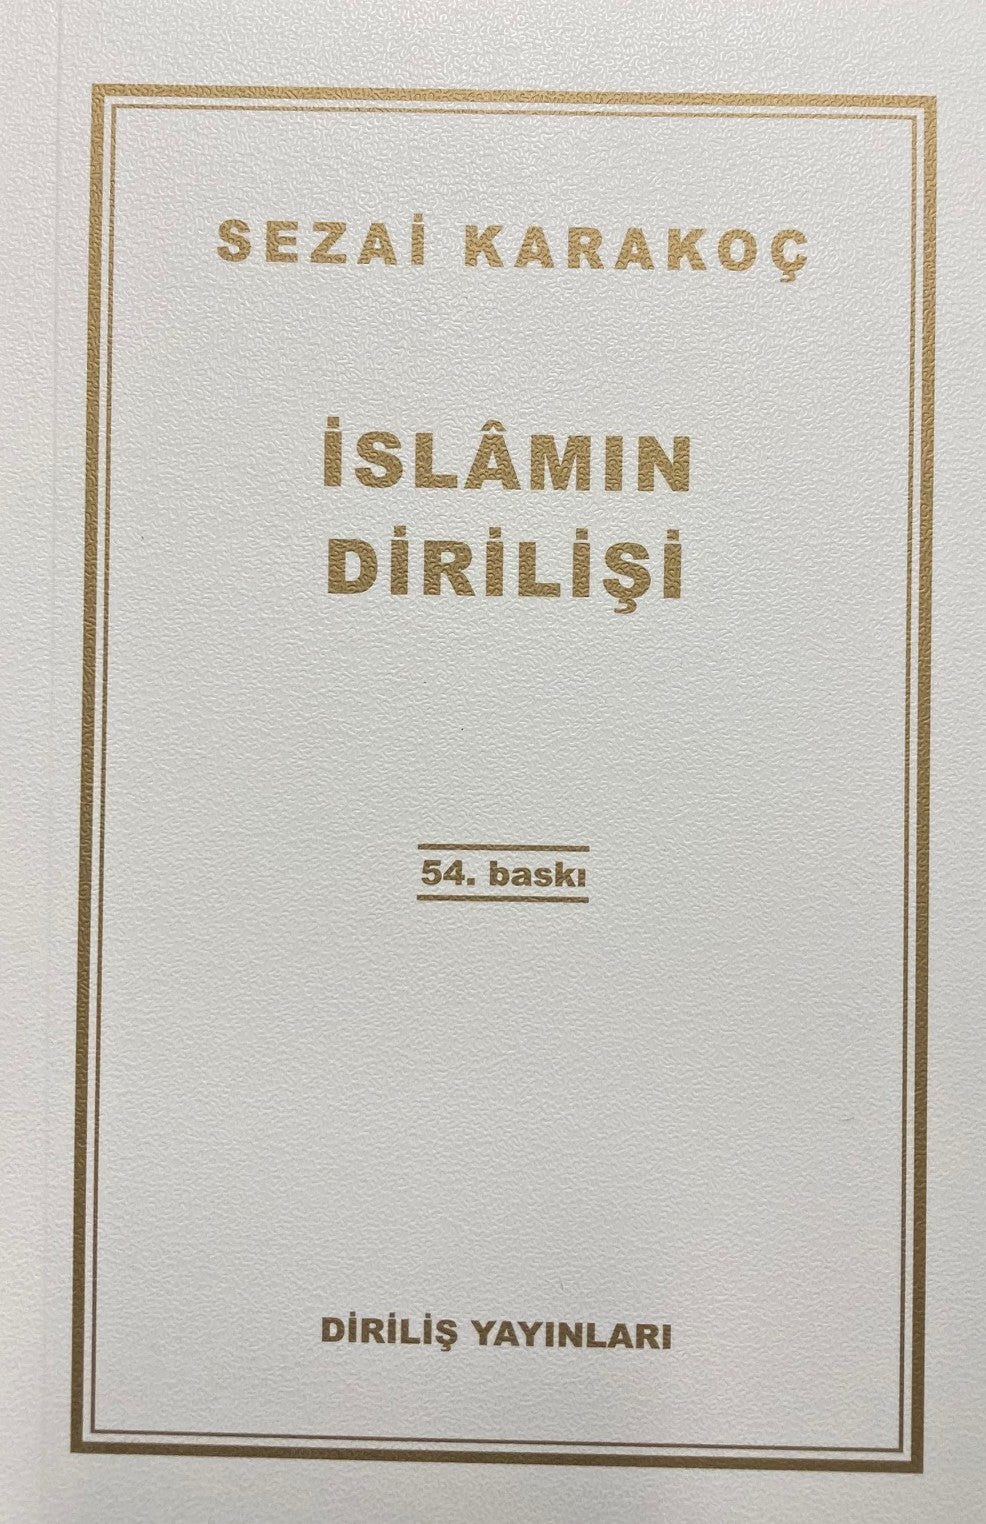 SEZAİ KARAKOÇ
İSLÂMIN
DİRİLİŞİ
54. baskı
DİRİLİŞ YAYINLARI